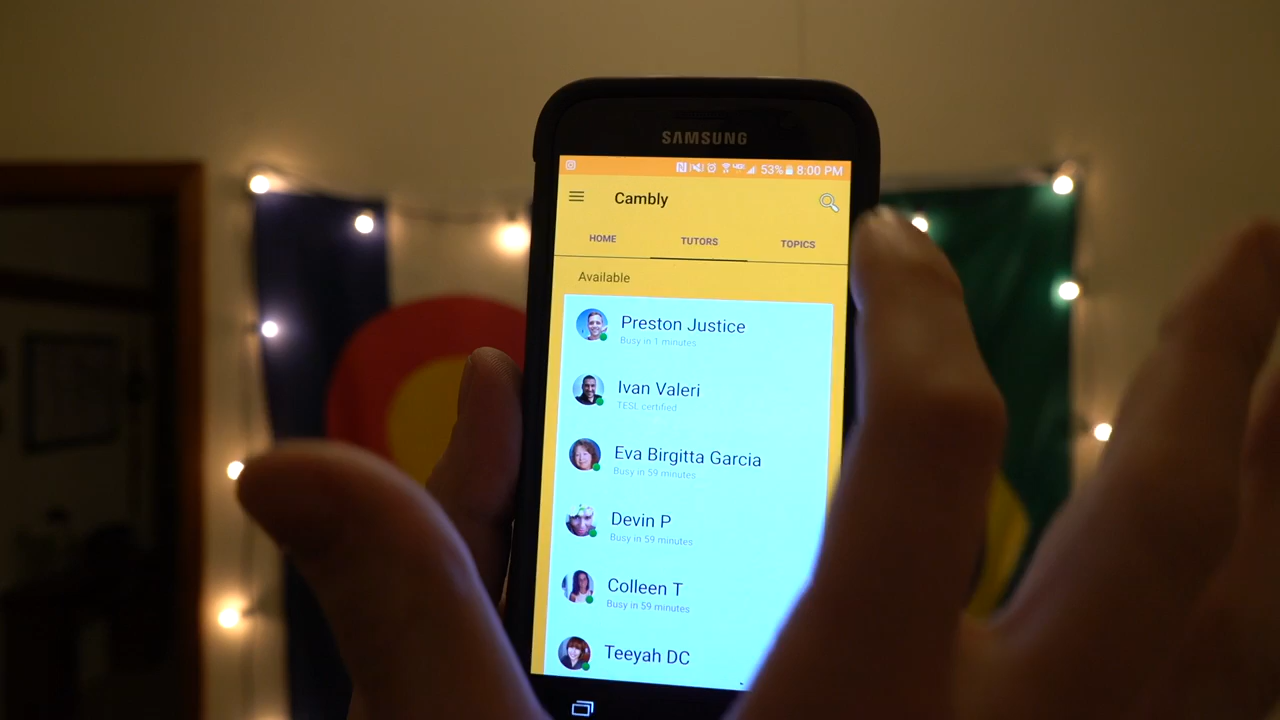 SAMSUNG
53% 8:00 PM
Cambly
HOME TUTORS TOPICS
Available
Preston Justice
Busy in 1 minutes
Ivan Valeri
TESL certified
Eva Birgitta Garcia
Busy in 59 minutes
Devin P
Busy in 59 minutes
Colleen T
Busy in 59 minutes
Teeyah DC